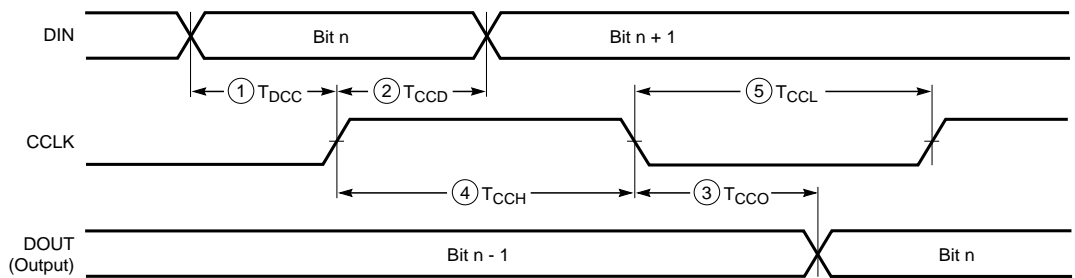 DIN
Bit n
Bit n + 1
1 TDCC
2 TCCD
5 TCCL
CCLK
4 TCCH
3 TCCO
DOUT
(Output)
Bit n - 1
Bit n